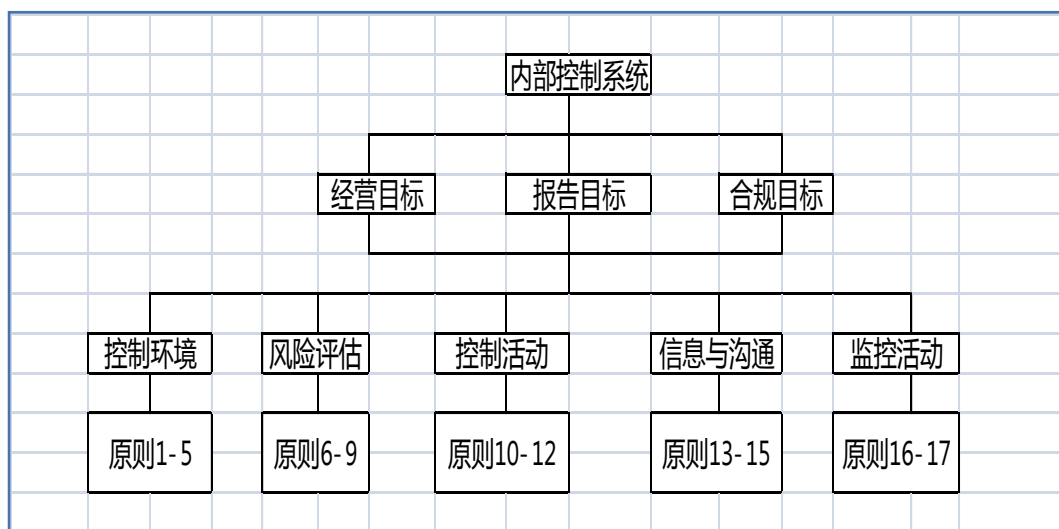 内部控制系统
经营目标 报告目标 合规目标
控制环境 风险评估 控制活动 信息与沟通 监控活动
原则1-5 原则6-9 原则10-12 原则13-15 原则16-17